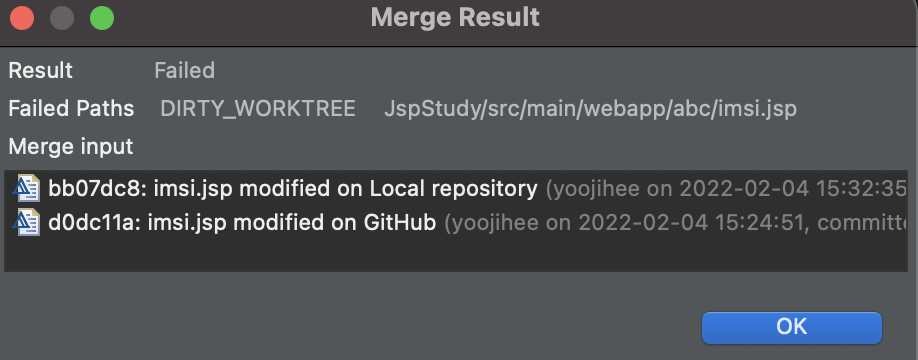 Merge Result
Result Failed
Failed Paths DIRTY_WORKTREE JspStudy/src/main/webapp/abc/imsi.jsp
Merge input
bb07dc8: imsi.jsp modified on Local repository (yoojihee on 2022-02-04 15:32:35
d0dc11a: imsi.jsp modified on GitHub (yoojihee on 2022-02-04 15:24:51, committe
OK